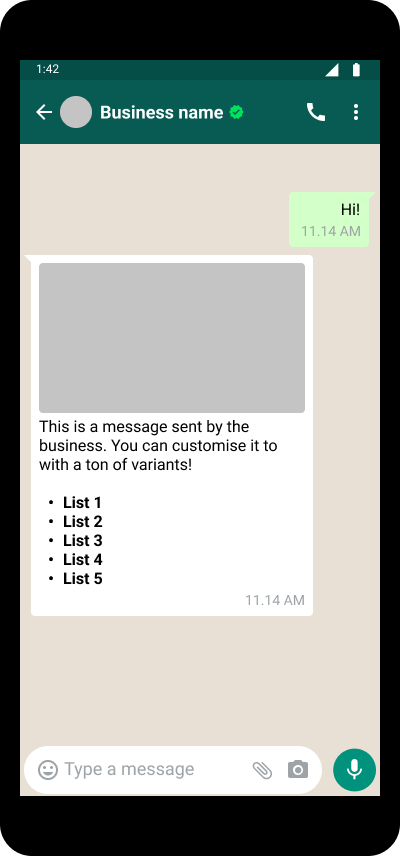 1:42
Business name
Hi!
11.14 AM
This is a message sent by the
business. You can customise it to
with a ton of variants!
• List 1
• List 2
• List 3
• List 4
• List 5
11.14 AM
Type a message